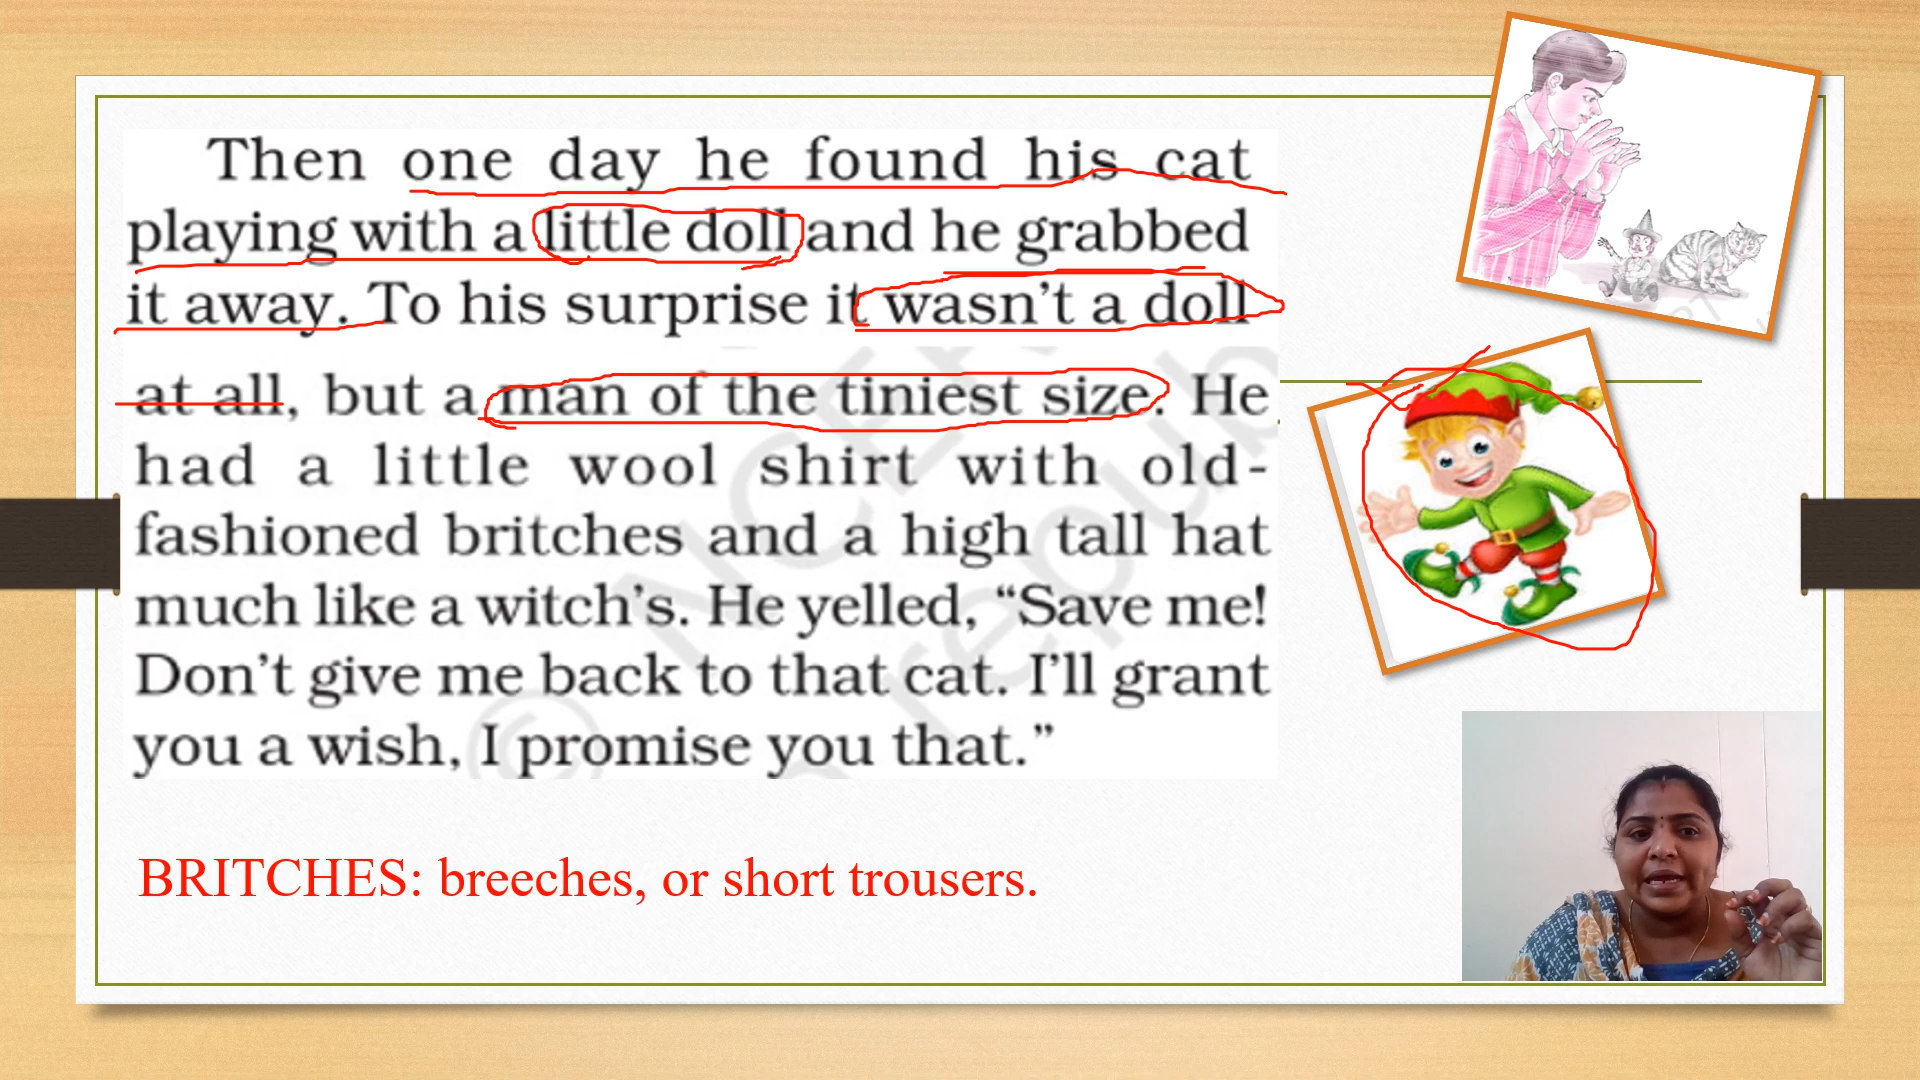 Then one day he found his cat
playing with a little doll and he grabbed
it away. To his surprise it wasn't a doll
at all, but a man of the tiniest size. He
had a little wool shirt with old-
fashioned britches and a high tall hat
much like a witch's. He yelled, “Save me!
Don't give me back to that cat. I'll grant
you a wish, I promise you that.”
BRITCHES: breeches, or short trousers.